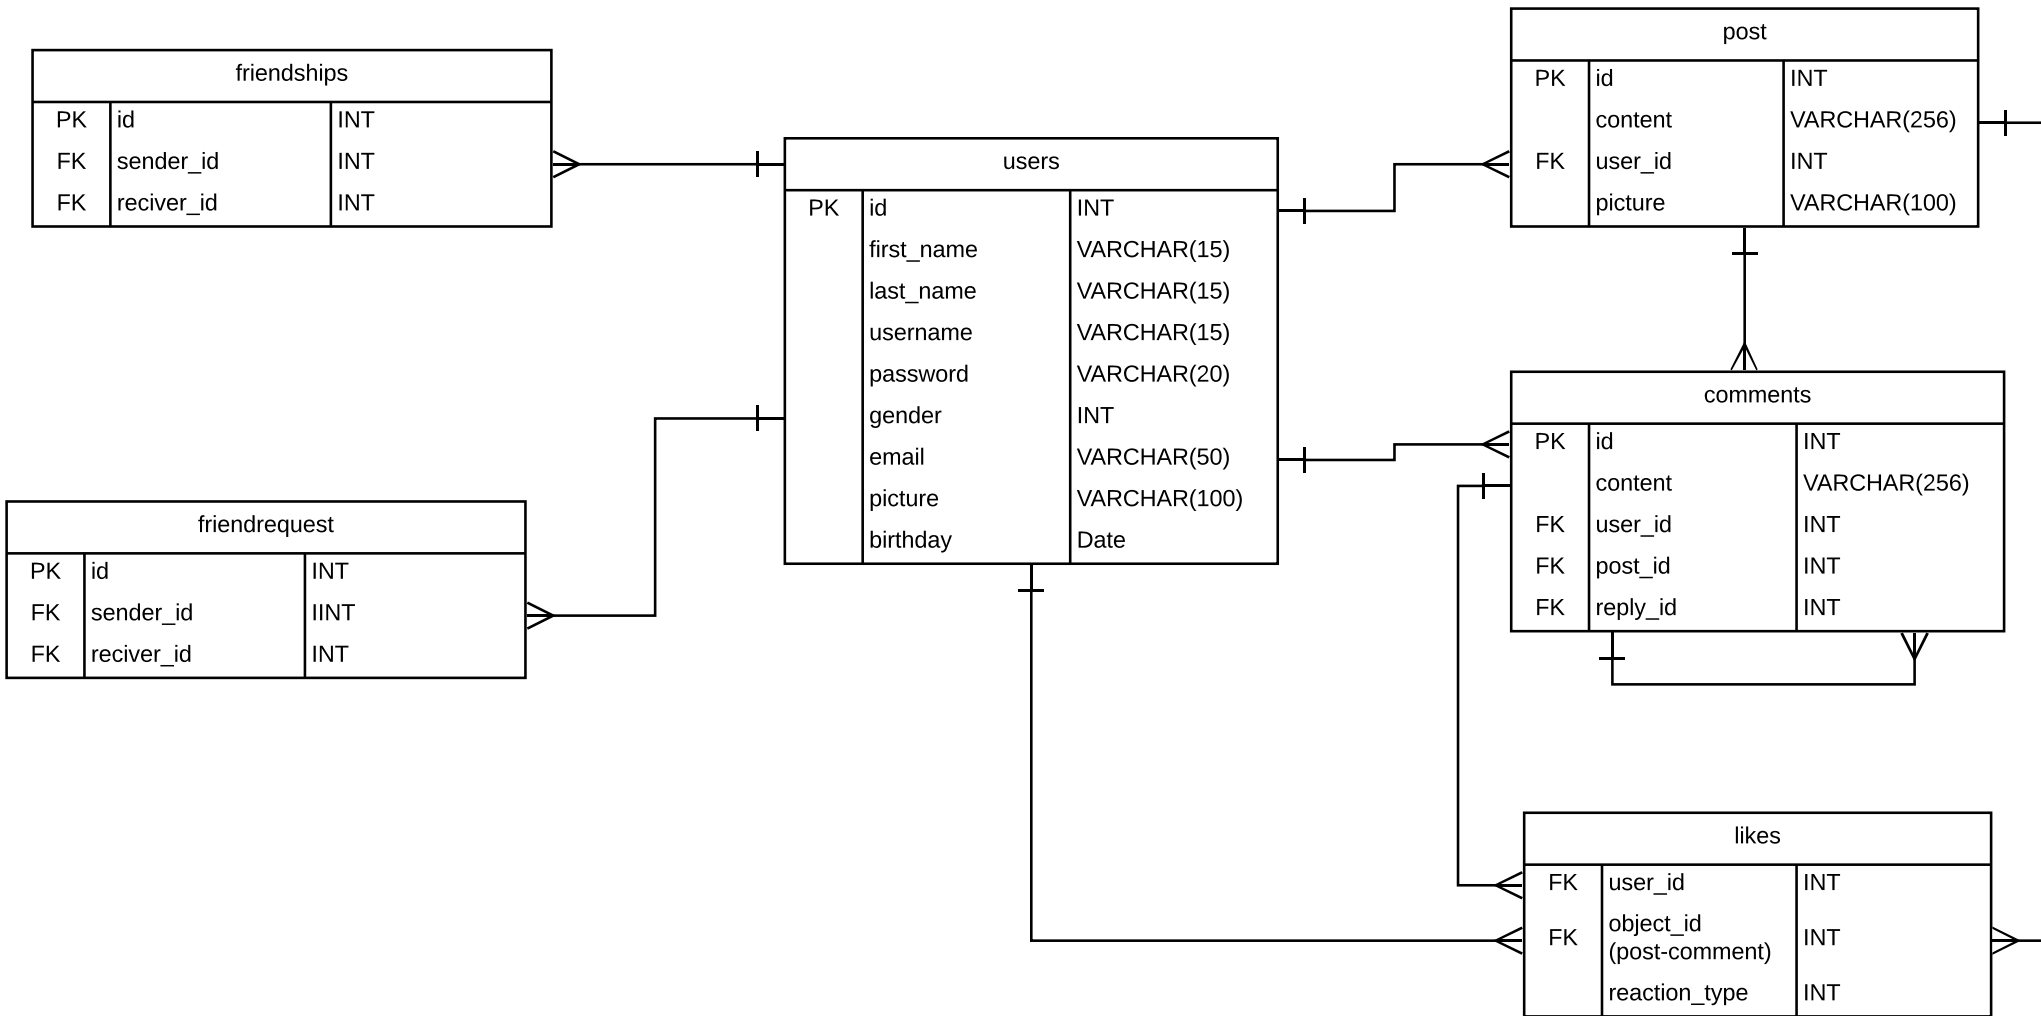 friendships
PK id INT
FK sender_id INT
FK reciver_id INT
friendrequest
PK id INT
FK sender_id IINT
FK reciver_id INT
users
PK id INT
first_name VARCHAR(15)
last_name VARCHAR(15)
username VARCHAR(15)
password VARCHAR(20)
gender INT
email VARCHAR(50)
picture VARCHAR(100)
birthday Date
post
PK id INT
content VARCHAR(256)
FK user_id INT
picture VARCHAR(100)
comments
PK id INT
content VARCHAR(256)
FK user_id INT
FK post_id INT
FK reply_id INT
likes
FK user_id INT
FK object_id INT
(post-comment)
reaction_type INT